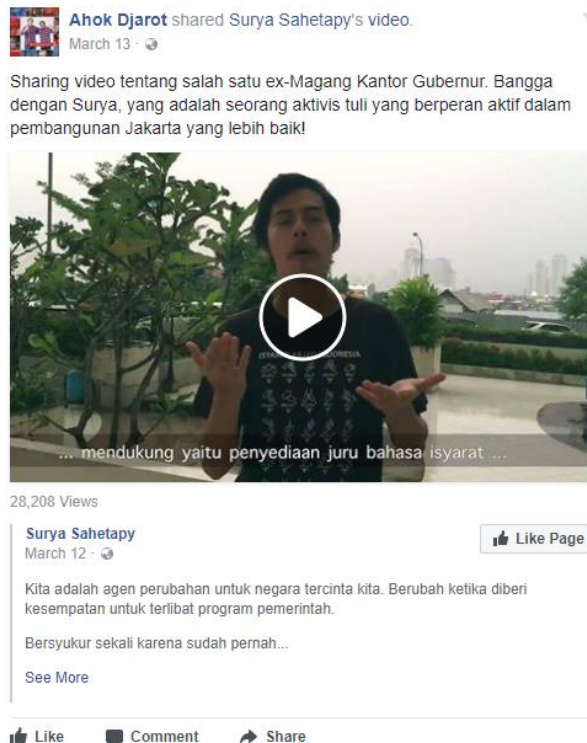 Ahok Djarot shared Surya Sahetapy's video.
March 13 ·
Sharing video tentang salah satu ex-Magang Kantor Gubernur. Bangga
dengan Surya, yang adalah seorang aktivis tuli yang berperan aktif dalam
pembangunan Jakarta yang lebih baik!
... mendukung yaitu penyediaan juru bahasa isyarat ...
28,208 Views
Surya Sahetapy
Like Page
March 12 ·
Kita adalah agen perubahan untuk negara tercinta kita. Berubah ketika diberi
kesempatan untuk terlibat program pemerintah.
Bersyukur sekali karena sudah pernah...
See More
Like Comment Share